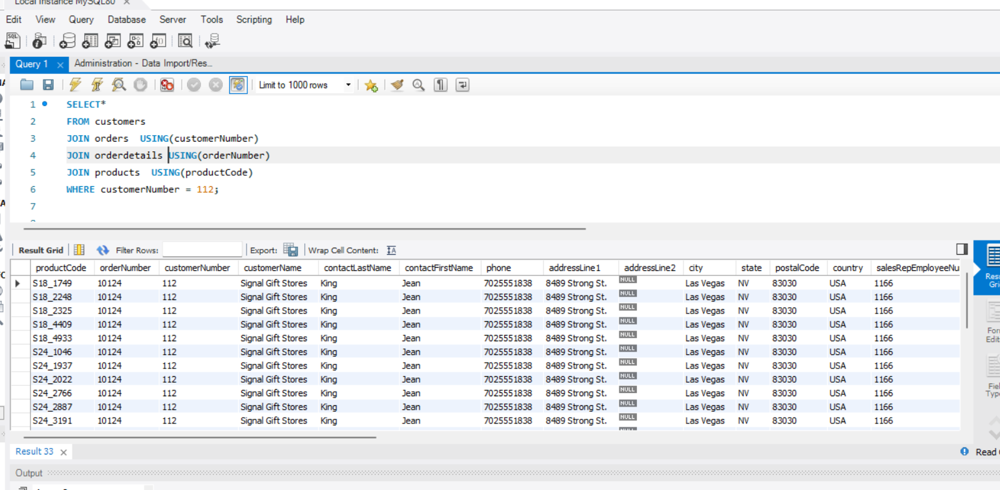 Local Instance MySQL80 ×
Edit View Query Database Server Tools Scripting Help
Query 1 × Administration - Data Import/Res...
Limit to 1000 rows
1 SELECT*
2 FROM customers
3 JOIN orders  USING(customerNumber)
4 JOIN orderdetails USING(orderNumber)
5 JOIN products  USING(productCode)
6 WHERE customerNumber = 112;
7
Result Grid Filter Rows: Export: Wrap Cell Content:
productCode orderNumber customerNumber customerName contactLastName contactFirstName phone addressLine1 addressLine2 city state postalCode country salesRepEmployeeNu
S18_1749 10124 112 Signal Gift Stores King Jean 7025551838 8489 Strong St. NULL Las Vegas NV 83030 USA 1166
S18_2248 10124 112 Signal Gift Stores King Jean 7025551838 8489 Strong St. NULL Las Vegas NV 83030 USA 1166
S18_2325 10124 112 Signal Gift Stores King Jean 7025551838 8489 Strong St. NULL Las Vegas NV 83030 USA 1166
S18_4409 10124 112 Signal Gift Stores King Jean 7025551838 8489 Strong St. NULL Las Vegas NV 83030 USA 1166
S18_4933 10124 112 Signal Gift Stores King Jean 7025551838 8489 Strong St. NULL Las Vegas NV 83030 USA 1166
S24_1046 10124 112 Signal Gift Stores King Jean 7025551838 8489 Strong St. NULL Las Vegas NV 83030 USA 1166
S24_1937 10124 112 Signal Gift Stores King Jean 7025551838 8489 Strong St. NULL Las Vegas NV 83030 USA 1166
S24_2022 10124 112 Signal Gift Stores King Jean 7025551838 8489 Strong St. NULL Las Vegas NV 83030 USA 1166
S24_2766 10124 112 Signal Gift Stores King Jean 7025551838 8489 Strong St. NULL Las Vegas NV 83030 USA 1166
S24_2887 10124 112 Signal Gift Stores King Jean 7025551838 8489 Strong St. NULL Las Vegas NV 83030 USA 1166
S24_3191 10124 112 Signal Gift Stores King Jean 7025551838 8489 Strong St. NULL Las Vegas NV 83030 USA 1166
Result 33 × Read
Output